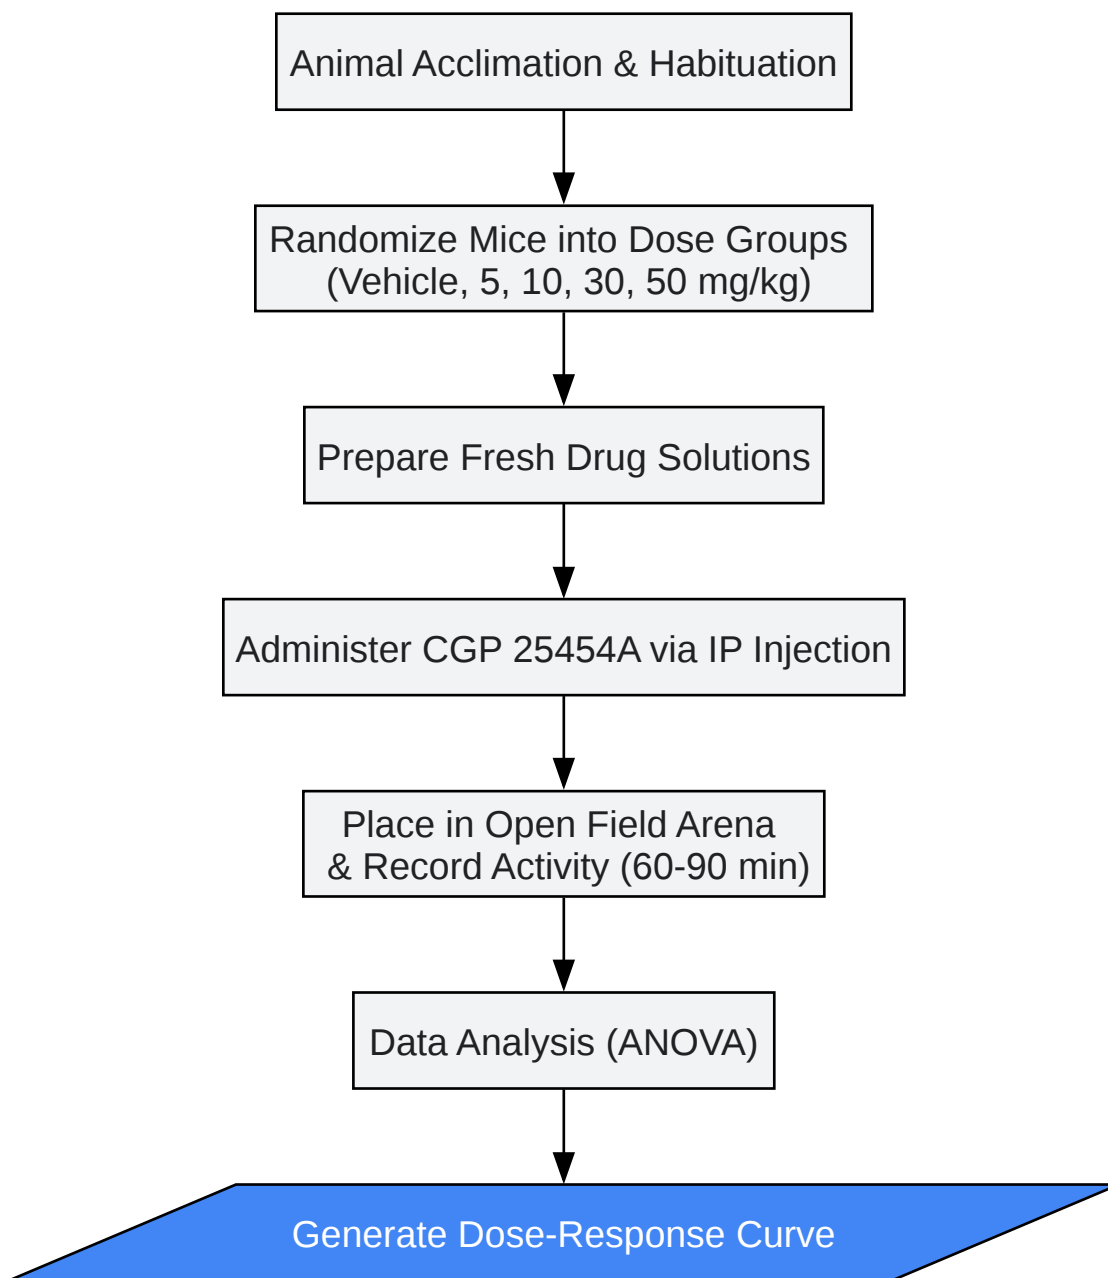 Animal Acclimation & Habituation
Randomize Mice into Dose Groups
(Vehicle, 5, 10, 30, 50 mg/kg)
Prepare Fresh Drug Solutions
Administer CGP 25454A via IP Injection
Place in Open Field Arena
& Record Activity (60-90 min)
Data Analysis (ANOVA)
Generate Dose-Response Curve